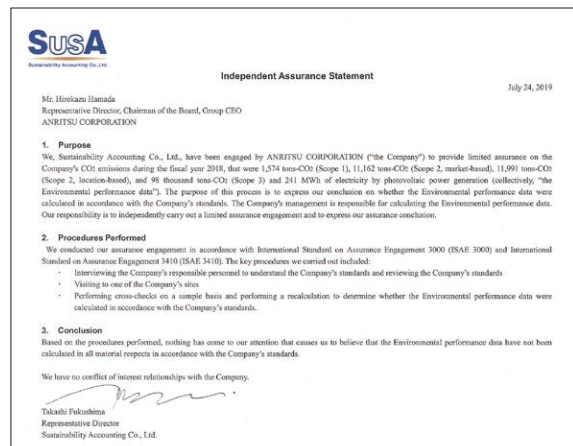 SusA
Sustainability Accounting Co., Ltd.
Independent Assurance Statement
July 24, 2019
Mr. Hirokazu Hamada
Representative Director, Chairman of the Board, Group CEO
ANRITSU CORPORATION
1. Purpose
We, Sustainability Accounting Co., Ltd., have been engaged by ANRITSU CORPORATION (“the Company”) to provide limited assurance on the
Company's CO2 emissions during the fiscal year 2018, that were 1,574 tons-CO2 (Scope 1), 11,162 tons-CO2 (Scope 2, market-based), 11,991 tons-CO2
(Scope 2, location-based), and 98 thousand tons-CO2 (Scope 3) and 241 MWh of electricity by photovoltaic power generation (collectively, “the
Environmental performance data”). The purpose of this process is to express our conclusion on whether the Environmental performance data were
calculated in accordance with the Company's standards. The Company's management is responsible for calculating the Environmental performance data.
Our responsibility is to independently carry out a limited assurance engagement and to express our assurance conclusion.
2. Procedures Performed
We conducted our assurance engagement in accordance with International Standard on Assurance Engagement 3000 (ISAE 3000) and International
Standard on Assurance Engagement 3410 (ISAE 3410). The key procedures we carried out included:
· Interviewing the Company's responsible personnel to understand the Company's standards and reviewing the Company's standards
· Visiting to one of the Company's sites
· Performing cross-checks on a sample basis and performing a recalculation to determine whether the Environmental performance data were
calculated in accordance with the Company's standards.
3. Conclusion
Based on the procedures performed, nothing has come to our attention that causes us to believe that the Environmental performance data have not been
calculated in all material respects in accordance with the Company's standards.
We have no conflict of interest relationships with the Company.
Takashi Fukushima
Representative Director
Sustainability Accounting Co., Ltd.